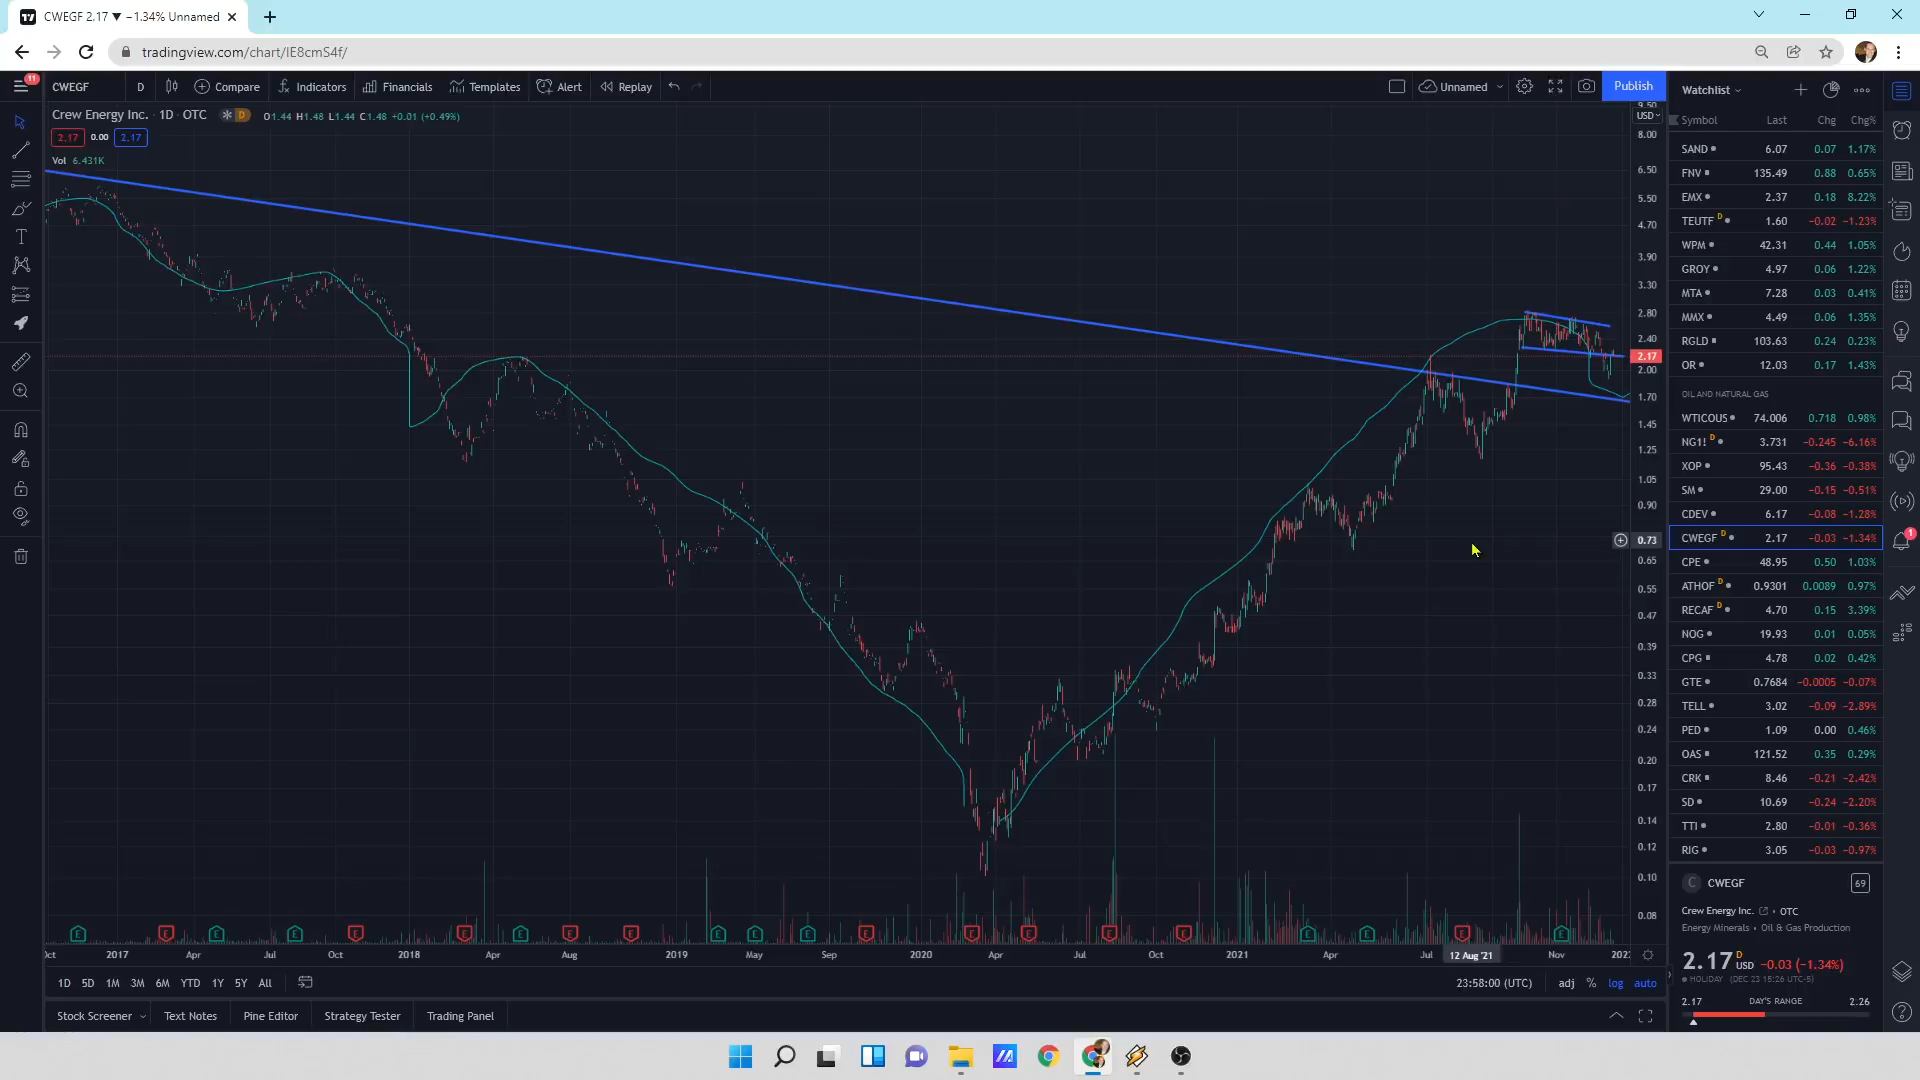 CWEGF 2.17 ▼ −1.34% Unnamed
tradingview.com/chart/lE8cmS4f/
11
CWEGF D Compare Indicators Financials Templates Alert Replay Unnamed Publish
Crew Energy Inc. · 1D · OTC D O1.44 H1.48 L1.44 C1.48 +0.01 (+0.49%)
2.17 0.00 2.17
Vol 6.431K
9.50
USD
8.00
6.50
5.50
4.70
3.90
3.30
2.80
2.40
2.17
2.00
1.70
1.45
1.25
1.05
0.90
0.73
0.65
0.55
0.47
0.39
0.33
0.28
0.24
0.20
0.17
0.14
0.12
0.10
0.08
E E E E E E E E E E E E E E E E E E E E E
2017 Apr Jul Oct 2018 Apr Aug 2019 May Sep 2020 Apr Jul Oct 2021 Apr Jul 12 Aug '21 Nov
1D 5D 1M 3M 6M YTD 1Y 5Y All 23:58:00 (UTC) adj % log auto
Stock Screener Text Notes Pine Editor Strategy Tester Trading Panel
Watchlist
Symbol Last Chg Chg%
SAND 6.07 0.07 1.17%
FNV 135.49 0.88 0.65%
EMX 2.37 0.18 8.22%
TEUTF D 1.60 −0.02 −1.23%
WPM 42.31 0.44 1.05%
GROY 4.97 0.06 1.22%
MTA 7.28 0.03 0.41%
MMX 4.49 0.06 1.35%
RGLD 103.63 0.24 0.23%
OR 12.03 0.17 1.43%
OIL AND NATURAL GAS
WTICOUS 74.006 0.718 0.98%
NG1! D 3.731 −0.245 −6.16%
XOP 95.43 −0.36 −0.38%
SM 29.00 −0.15 −0.51%
CDEV 6.17 −0.08 −1.28%
CWEGF D 2.17 −0.03 −1.34%
CPE 48.95 0.50 1.03%
ATHOF D 0.9301 0.0089 0.97%
RECAF D 4.70 0.15 3.39%
NOG 19.93 0.01 0.05%
CPG 4.78 0.02 0.42%
GTE 0.7684 −0.0005 −0.07%
TELL 3.02 −0.09 −2.89%
PED 1.09 0.00 0.46%
OAS 121.52 0.35 0.29%
CRK 8.46 −0.21 −2.42%
SD 10.69 −0.24 −2.20%
TTI 2.80 −0.01 −0.36%
RIG 3.05 −0.03 −0.97%
C CWEGF 69
Crew Energy Inc. • OTC
Energy Minerals • Oil & Gas Production
2.17 D USD −0.03 (−1.34%)
HOLIDAY (DEC 23 15:26 UTC-5)
2.17 DAY'S RANGE 2.26
1